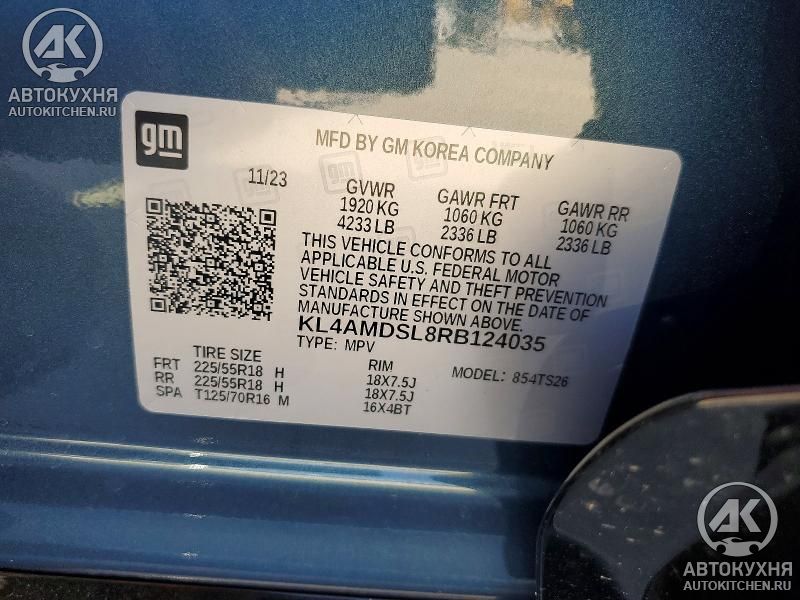 AK
АВТОКУХНЯ
AUTOKITCHEN.RU
gm
MFD BY GM KOREA COMPANY
11/23
GVWR GAWR FRT GAWR RR
1920 KG 1060 KG 1060 KG
4233 LB 2336 LB 2336 LB
THIS VEHICLE CONFORMS TO ALL
APPLICABLE U.S. FEDERAL MOTOR
VEHICLE SAFETY AND THEFT PREVENTION
STANDARDS IN EFFECT ON THE DATE OF
MANUFACTURE SHOWN ABOVE.
KL4AMDSL8RB124035
TYPE: MPV
TIRE SIZE RIM MODEL: 854TS26
FRT 225/55R18 H 18X7.5J
RR 225/55R18 H 18X7.5J
SPA T125/70R16 M 16X4BT
AK
АВТОКУХНЯ
AUTOKITCHEN.RU